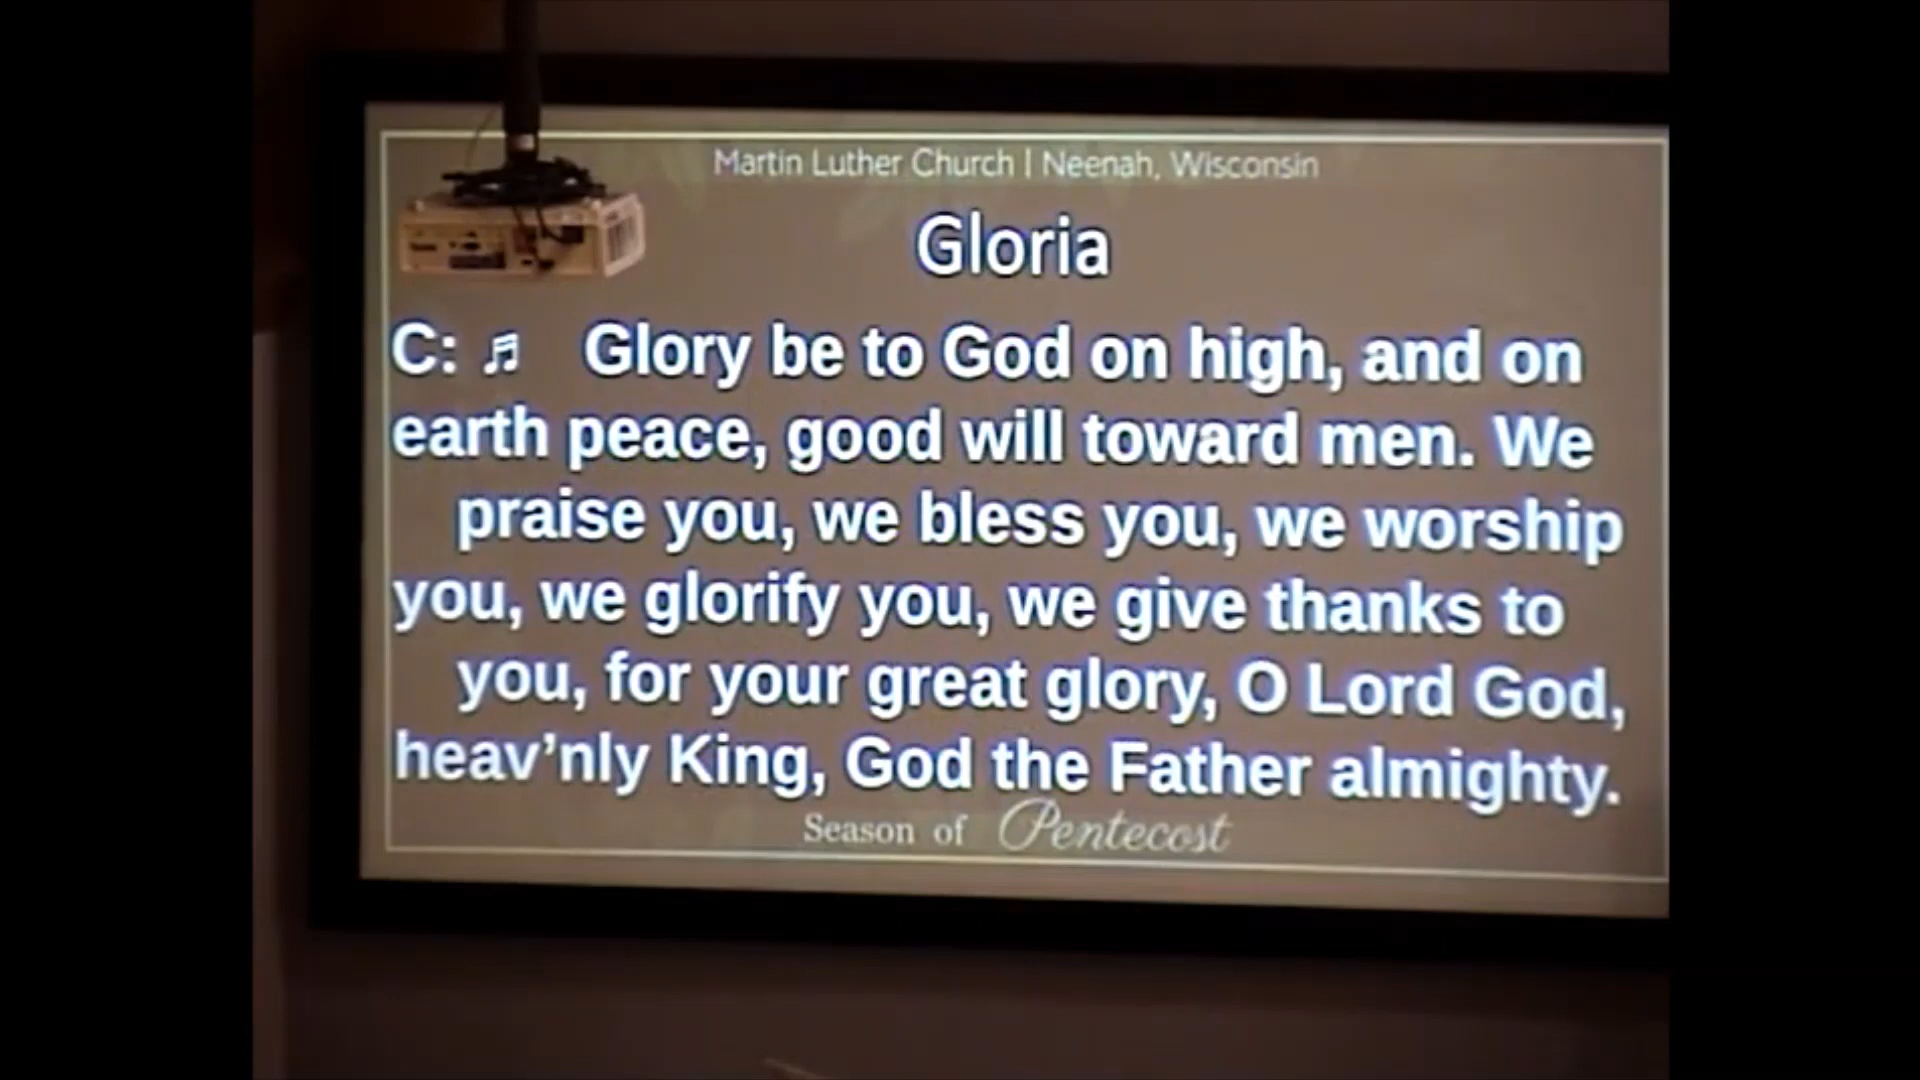 Martin Luther Church | Neenah, Wisconsin
Gloria
C: ♬ Glory be to God on high, and on
earth peace, good will toward men. We
praise you, we bless you, we worship
you, we glorify you, we give thanks to
you, for your great glory, O Lord God,
heav’nly King, God the Father almighty.
Season of Pentecost